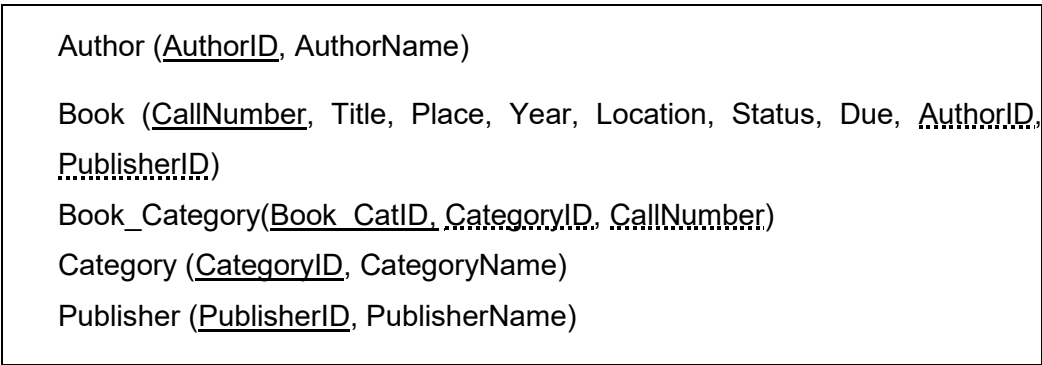 Author (AuthorID, AuthorName)
Book (CallNumber, Title, Place, Year, Location, Status, Due, AuthorID,
PublisherID)
Book_Category(Book_CatID, CategoryID, CallNumber)
Category (CategoryID, CategoryName)
Publisher (PublisherID, PublisherName)